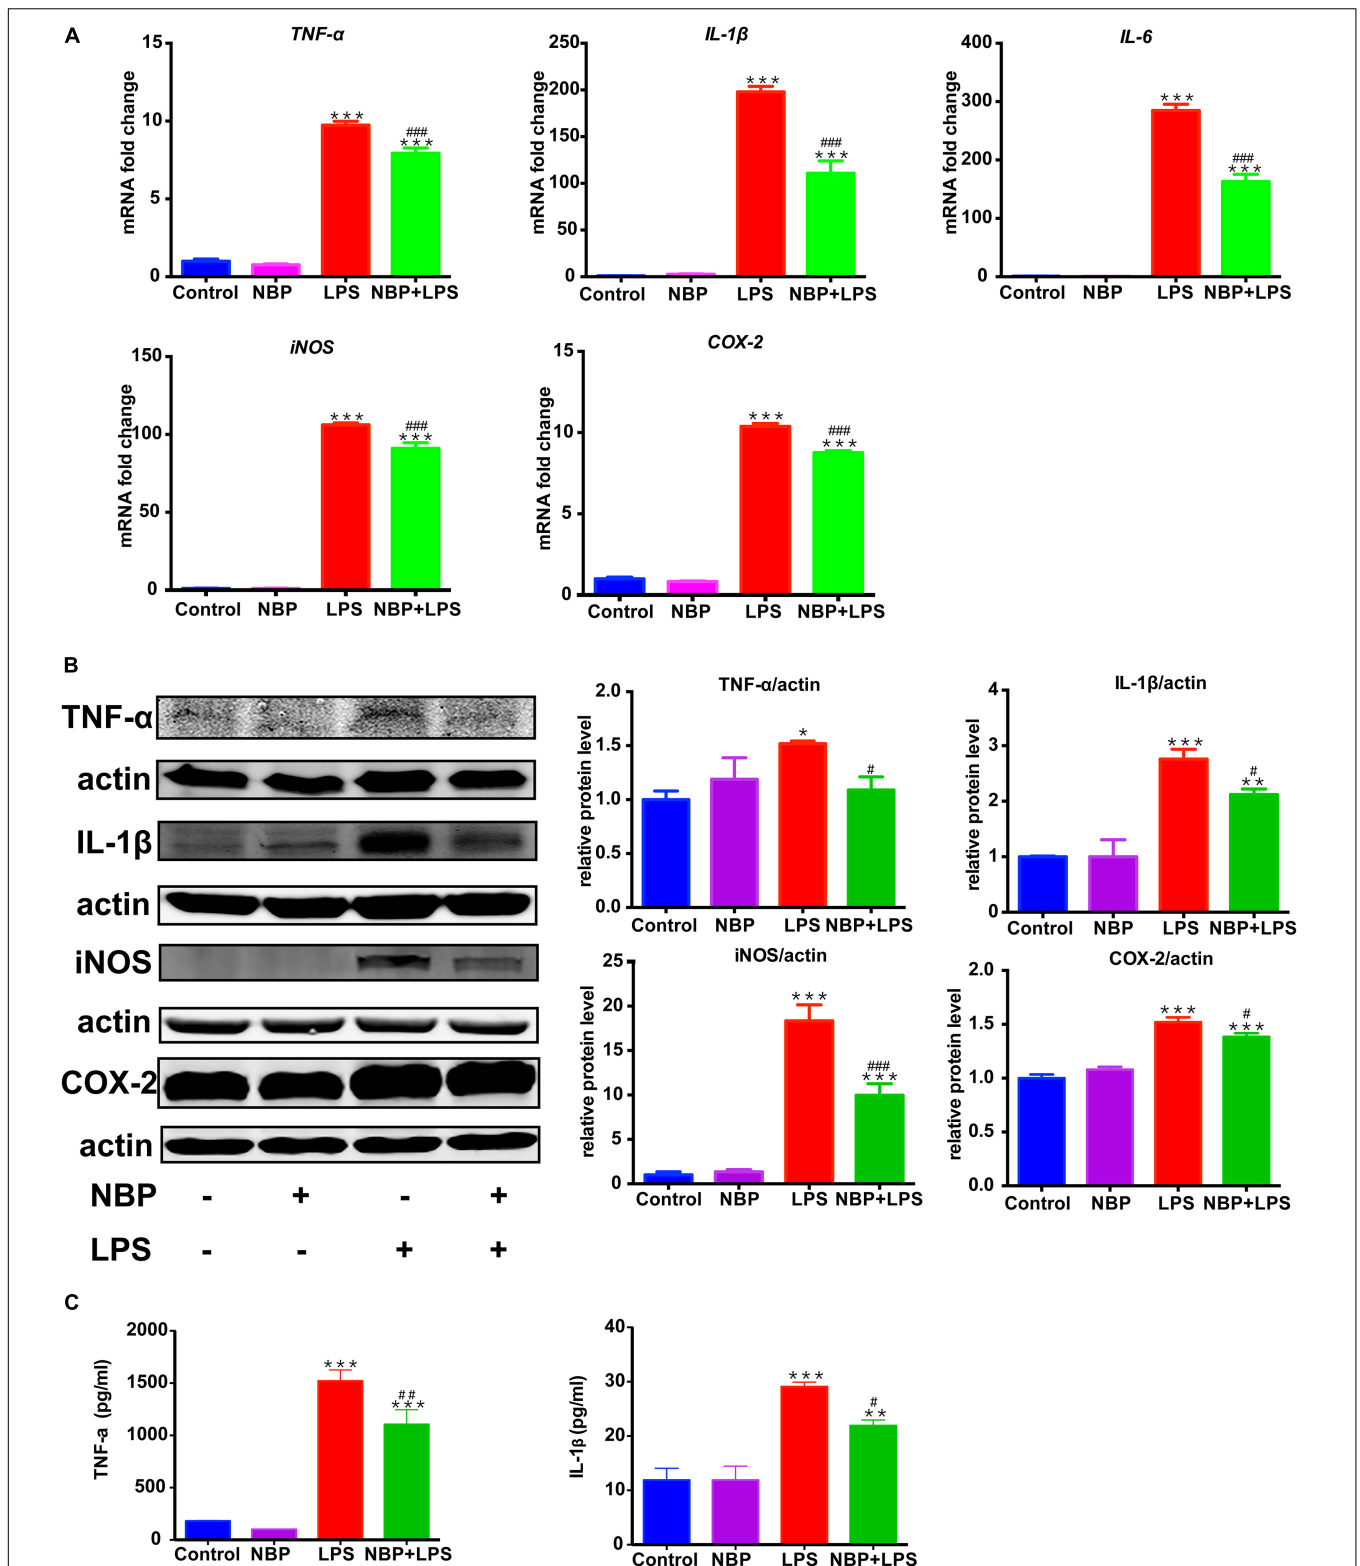 A
TNF-α
mRNA fold change
15
10
5
0
***
###
***
Control NBP LPS NBP+LPS
IL-1β
mRNA fold change
250
200
150
100
50
0
***
###
***
Control NBP LPS NBP+LPS
IL-6
mRNA fold change
400
300
200
100
0
***
###
***
Control NBP LPS NBP+LPS
iNOS
mRNA fold change
150
100
50
0
***
###
***
Control NBP LPS NBP+LPS
COX-2
mRNA fold change
15
10
5
0
***
###
***
Control NBP LPS NBP+LPS
B
TNF-α
actin
IL-1β
actin
iNOS
actin
COX-2
actin
NBP - + - +
LPS - - + +
TNF-α/actin
relative protein level
2.0
1.5
1.0
0.5
0.0
*
#
Control NBP LPS NBP+LPS
IL-1β/actin
relative protein level
4
3
2
1
0
***
#
**
Control NBP LPS NBP+LPS
iNOS/actin
relative protein level
25
20
15
10
5
0
***
###
***
Control NBP LPS NBP+LPS
COX-2/actin
relative protein level
2.0
1.5
1.0
0.5
0.0
***
#
***
Control NBP LPS NBP+LPS
C
TNF-a (pg/ml)
2000
1500
1000
500
0
***
##
***
Control NBP LPS NBP+LPS
IL-1β (pg/ml)
40
30
20
10
0
***
#
**
Control NBP LPS NBP+LPS